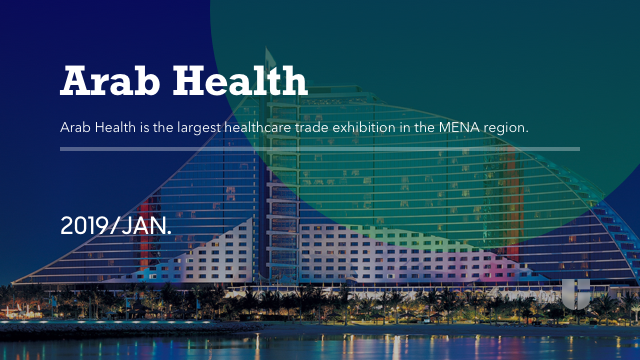 Arab Health
Arab Health is the largest healthcare trade exhibition in the MENA region.
2019/JAN.